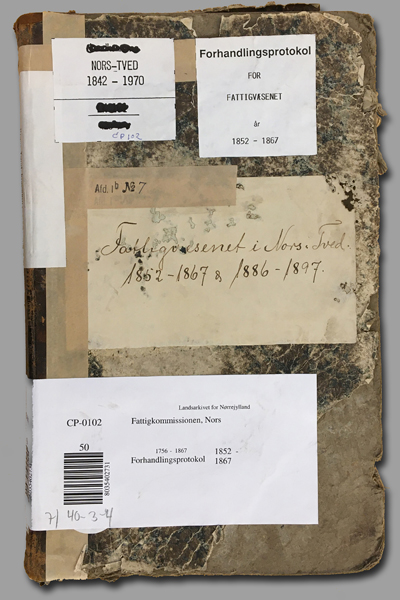 NORS-TVED
1842 - 1970
CP102
Forhandlingsprotokol
FOR
FATTIGVÆSENET
år
1852 - 1867
Afd. 1b No 7
Fattigvæsenet i Nors-Tved.
1852-1867 & 1886-1897.
Landsarkivet for Nørrejylland
CP-0102 Fattigkommissionen, Nors
50 1756 - 1867 1852 -
Forhandlingsprotokol 1867
8035402731
7/40-3-4